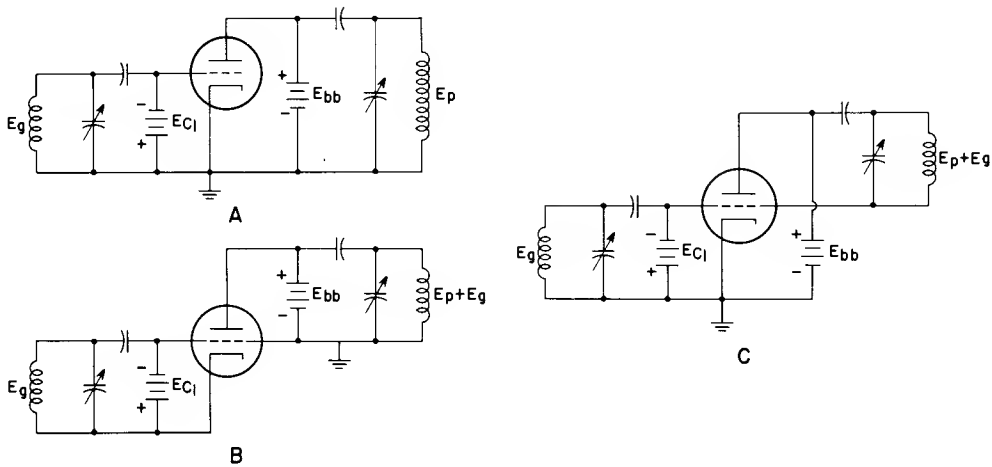 Eg
-
EC1
+
+
Ebb
-
Ep
A
Eg
-
EC1
+
+
Ebb
-
Ep+Eg
B
Eg
-
EC1
+
+
Ebb
-
Ep+Eg
C